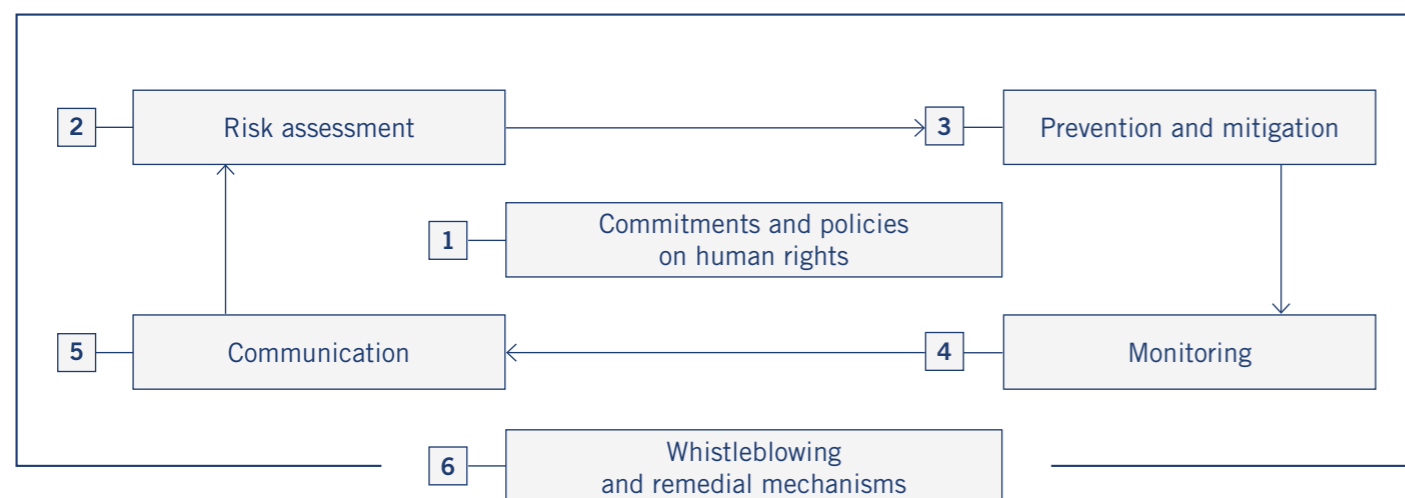 2
Risk assessment
3
Prevention and mitigation
1
Commitments and policies
on human rights
5
Communication
4
Monitoring
6
Whistleblowing
and remedial mechanisms